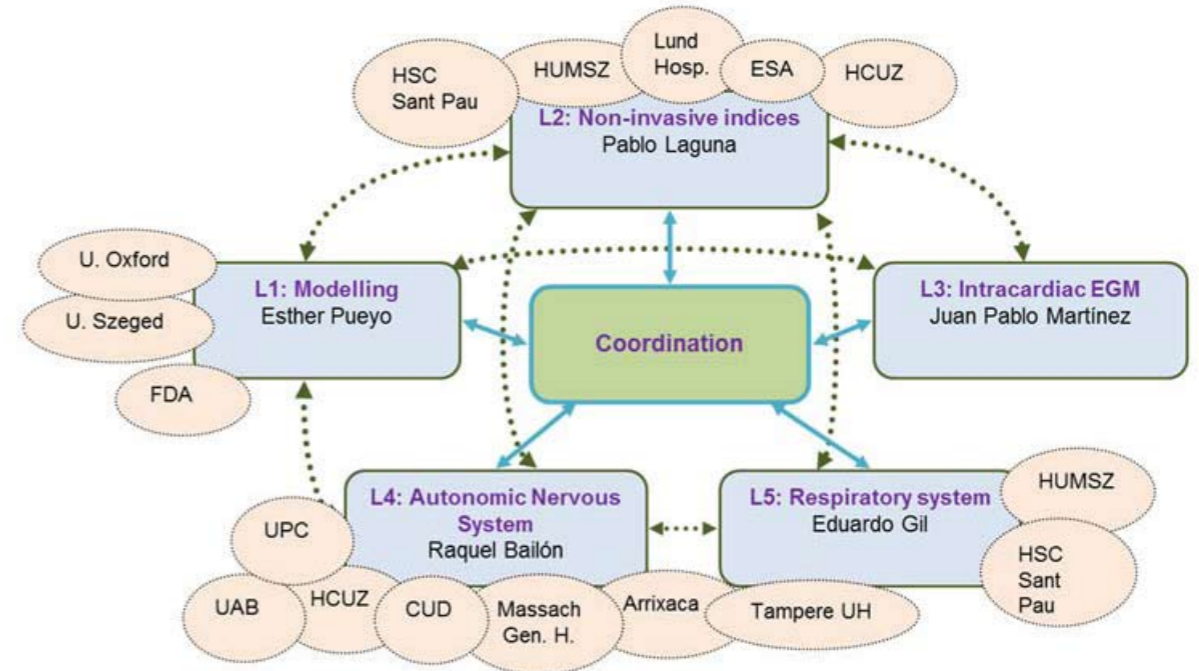 HSC
Sant Pau
HUMSZ
Lund
Hosp.
ESA
HCUZ
L2: Non-invasive indices
Pablo Laguna
U. Oxford
U. Szeged
FDA
L1: Modelling
Esther Pueyo
Coordination
L3: Intracardiac EGM
Juan Pablo Martínez
L4: Autonomic Nervous
System
Raquel Bailón
L5: Respiratory system
Eduardo Gil
HUMSZ
HSC
Sant
Pau
UPC
UAB
HCUZ
CUD
Massach
Gen. H.
Arrixaca
Tampere UH